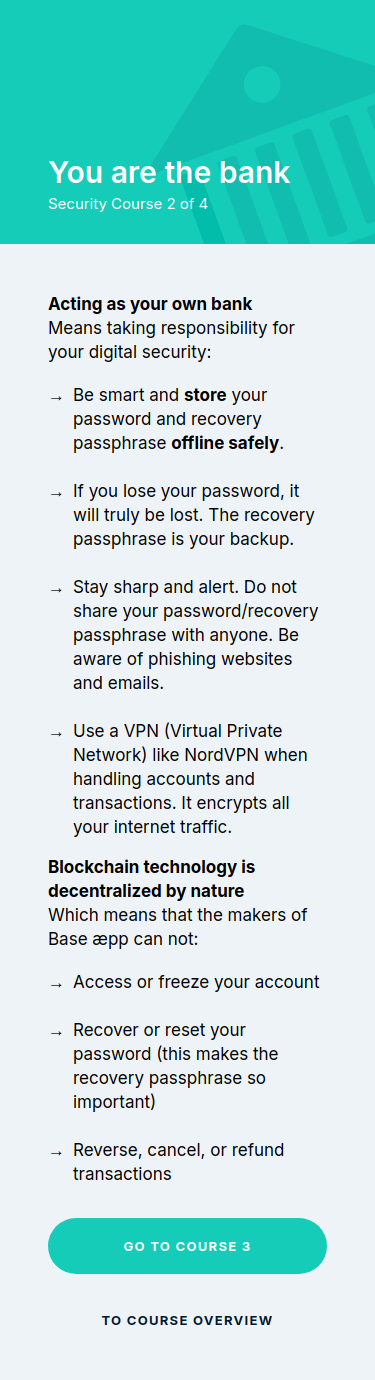 You are the bank
Security Course 2 of 4
Acting as your own bank
Means taking responsibility for
your digital security:
→ Be smart and store your
password and recovery
passphrase offline safely.
→ If you lose your password, it
will truly be lost. The recovery
passphrase is your backup.
→ Stay sharp and alert. Do not
share your password/recovery
passphrase with anyone. Be
aware of phishing websites
and emails.
→ Use a VPN (Virtual Private
Network) like NordVPN when
handling accounts and
transactions. It encrypts all
your internet traffic.
Blockchain technology is
decentralized by nature
Which means that the makers of
Base æpp can not:
→ Access or freeze your account
→ Recover or reset your
password (this makes the
recovery passphrase so
important)
→ Reverse, cancel, or refund
transactions
GO TO COURSE 3
TO COURSE OVERVIEW